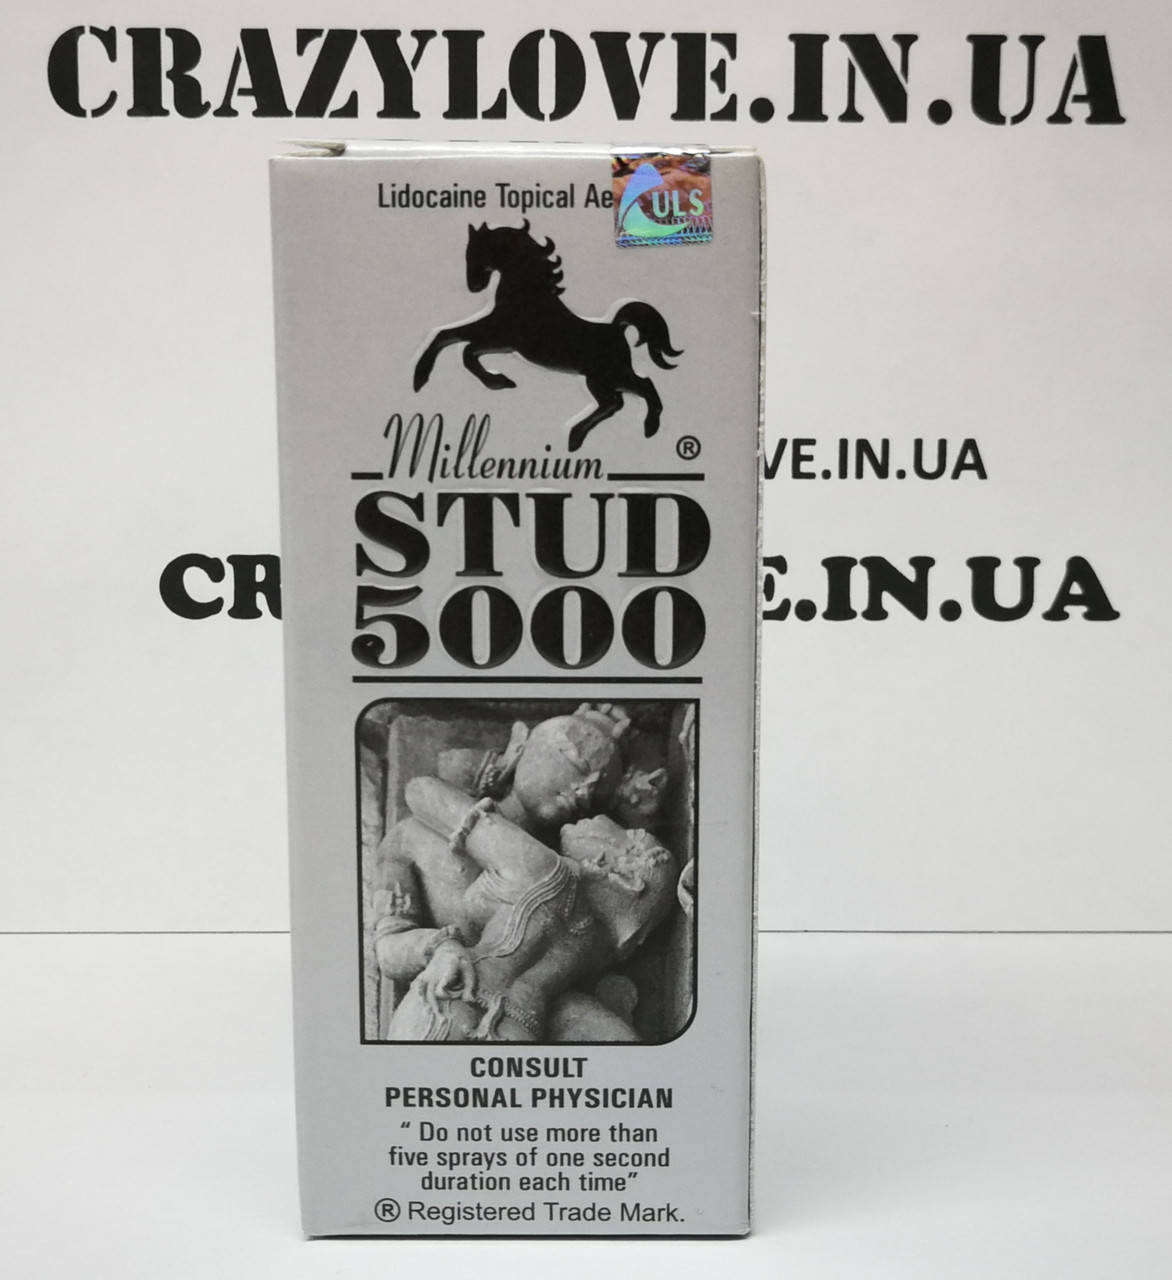 CRAZYLOVE.IN.UA
Lidocaine Topical Ae
ULS
Millennium ®
VE.IN.UA
STUD
CR E.IN.UA
5000
CONSULT
PERSONAL PHYSICIAN
“ Do not use more than
five sprays of one second
duration each time”
® Registered Trade Mark.